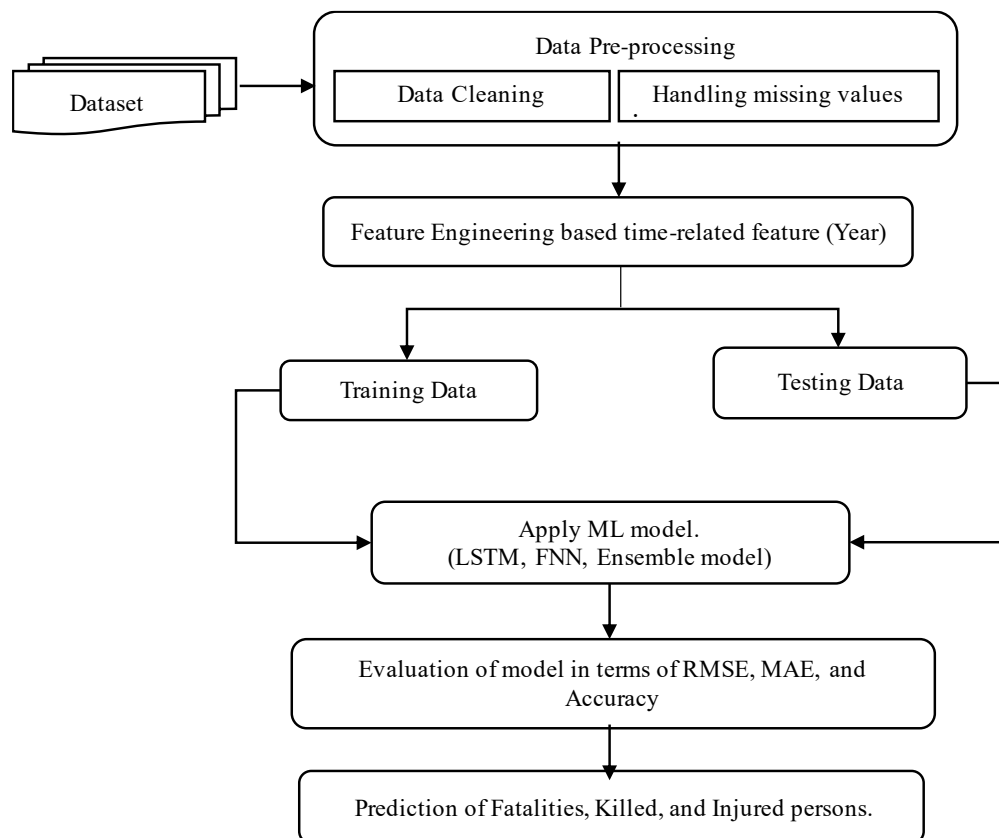 Data Pre-processing
Dataset
Data Cleaning
Handling missing values
.
Feature Engineering based time-related feature (Year)
Training Data
Testing Data
Apply ML model.
(LSTM, FNN, Ensemble model)
Evaluation of model in terms of RMSE, MAE, and
Accuracy
Prediction of Fatalities, Killed, and Injured persons.